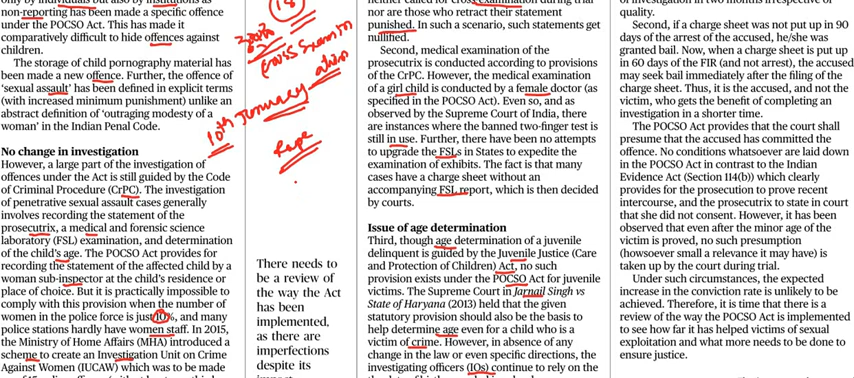 only by individuals but also by institutions as
non-reporting has been made a specific offence
under the POCSO Act. This has made it
comparatively difficult to hide offences against
children.
The storage of child pornography material has
been made a new offence. Further, the offence of
‘sexual assault’ has been defined in explicit terms
(with increased minimum punishment) unlike an
abstract definition of ‘outraging modesty of a
woman’ in the Indian Penal Code.
No change in investigation
However, a large part of the investigation of
offences under the Act is still guided by the Code
of Criminal Procedure (CrPC). The investigation
of penetrative sexual assault cases generally
involves recording the statement of the
prosecutrix, a medical and forensic science
laboratory (FSL) examination, and determination
of the child’s age. The POCSO Act provides for
recording the statement of the affected child by a
woman sub-inspector at the child’s residence or
place of choice. But it is practically impossible to
comply with this provision when the number of
women in the police force is just 10%, and many
police stations hardly have women staff. In 2015,
the Ministry of Home Affairs (MHA) introduced a
scheme to create an Investigation Unit on Crime
Against Women (IUCAW) which was to be made
18
Cross Examin
ation
10th January
Rape
There needs to
be a review of
the way the Act
has been
implemented,
as there are
imperfections
despite its
neither called for cross examination during trial
nor are those who retract their statement
punished. In such a scenario, such statements get
nullified.
Second, medical examination of the
prosecutrix is conducted according to provisions
of the CrPC. However, the medical examination
of a girl child is conducted by a female doctor (as
specified in the POCSO Act). Even so, and as
observed by the Supreme Court of India, there
are instances where the banned two-finger test is
still in use. Further, there have been no attempts
to upgrade the FSLs in States to expedite the
examination of exhibits. The fact is that many
cases have a charge sheet without an
accompanying FSL report, which is then decided
by courts.
Issue of age determination
Third, though age determination of a juvenile
delinquent is guided by the Juvenile Justice (Care
and Protection of Children) Act, no such
provision exists under the POCSO Act for juvenile
victims. The Supreme Court in Jarnail Singh vs
State of Haryana (2013) held that the given
statutory provision should also be the basis to
help determine age even for a child who is a
victim of crime. However, in absence of any
change in the law or even specific directions, the
investigating officers (IOs) continue to rely on the
of investigation in two months irrespective of
quality.
Second, if a charge sheet was not put up in 90
days of the arrest of the accused, he/she was
granted bail. Now, when a charge sheet is put up
in 60 days of the FIR (and not arrest), the accused
may seek bail immediately after the filing of the
charge sheet. Thus, it is the accused, and not the
victim, who gets the benefit of completing an
investigation in a shorter time.
The POCSO Act provides that the court shall
presume that the accused has committed the
offence. No conditions whatsoever are laid down
in the POCSO Act in contrast to the Indian
Evidence Act (Section 114(b)) which clearly
provides for the prosecution to prove recent
intercourse, and the prosecutrix to state in court
that she did not consent. However, it has been
observed that even after the minor age of the
victim is proved, no such presumption
(howsoever small a relevance it may have) is
taken up by the court during trial.
Under such circumstances, the expected
increase in the conviction rate is unlikely to be
achieved. Therefore, it is time that there is a
review of the way the POCSO Act is implemented
to see how far it has helped victims of sexual
exploitation and what more needs to be done to
ensure justice.